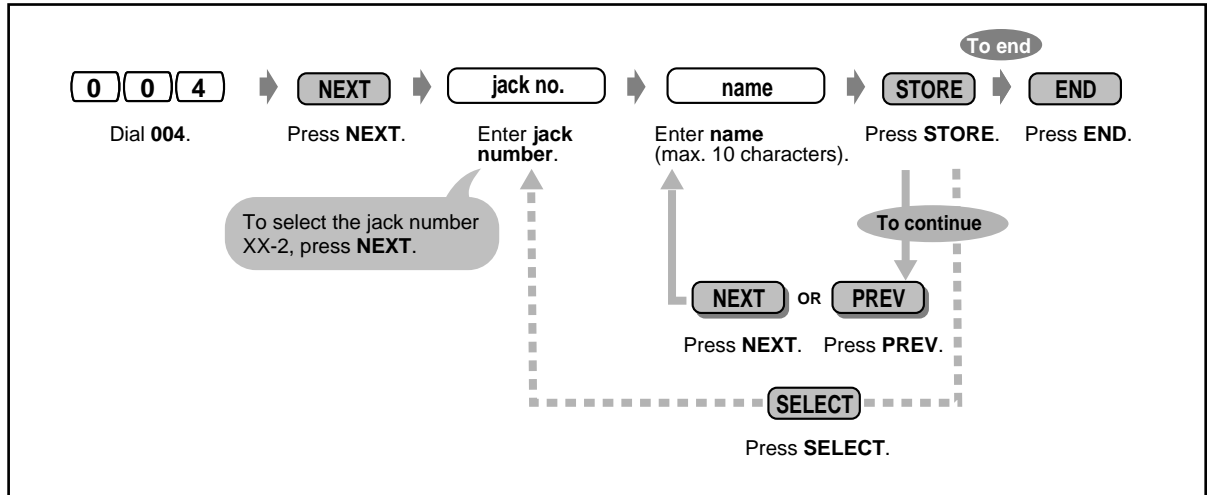 To end
0 0 4 NEXT jack no. name STORE END
Dial 004. Press NEXT. Enter jack Enter name Press STORE. Press END.
number. (max. 10 characters).
To select the jack number
XX-2, press NEXT.
To continue
NEXT OR PREV
Press NEXT. Press PREV.
SELECT
Press SELECT.